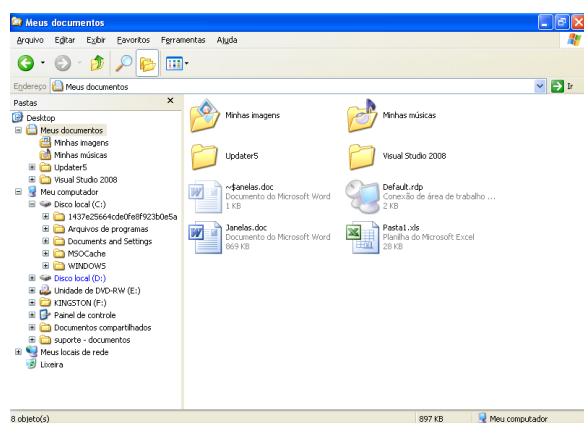 Meus documentos
Arquivo Editar Exibir Favoritos Ferramentas Ajuda
Endereço Meus documentos Ir
Pastas
Desktop
Meus documentos
Minhas imagens
Minhas músicas
Updater5
Visual Studio 2008
Meu computador
Disco local (C:)
1437e25664cde0fe8f923b0e5a
Arquivos de programas
Documents and Settings
MSOCache
WINDOWS
Disco local (D:)
Unidade de DVD-RW (E:)
KINGSTON (F:)
Painel de controle
Documentos compartilhados
suporte - documentos
Meus locais de rede
Lixeira
Minhas imagens
Minhas músicas
Updater5
Visual Studio 2008
~$anelas.doc
Documento do Microsoft Word
1 KB
Default.rdp
Conexão de área de trabalho ...
2 KB
Janelas.doc
Documento do Microsoft Word
869 KB
Pasta1.xls
Planilha do Microsoft Excel
28 KB
8 objeto(s) 897 KB Meu computador